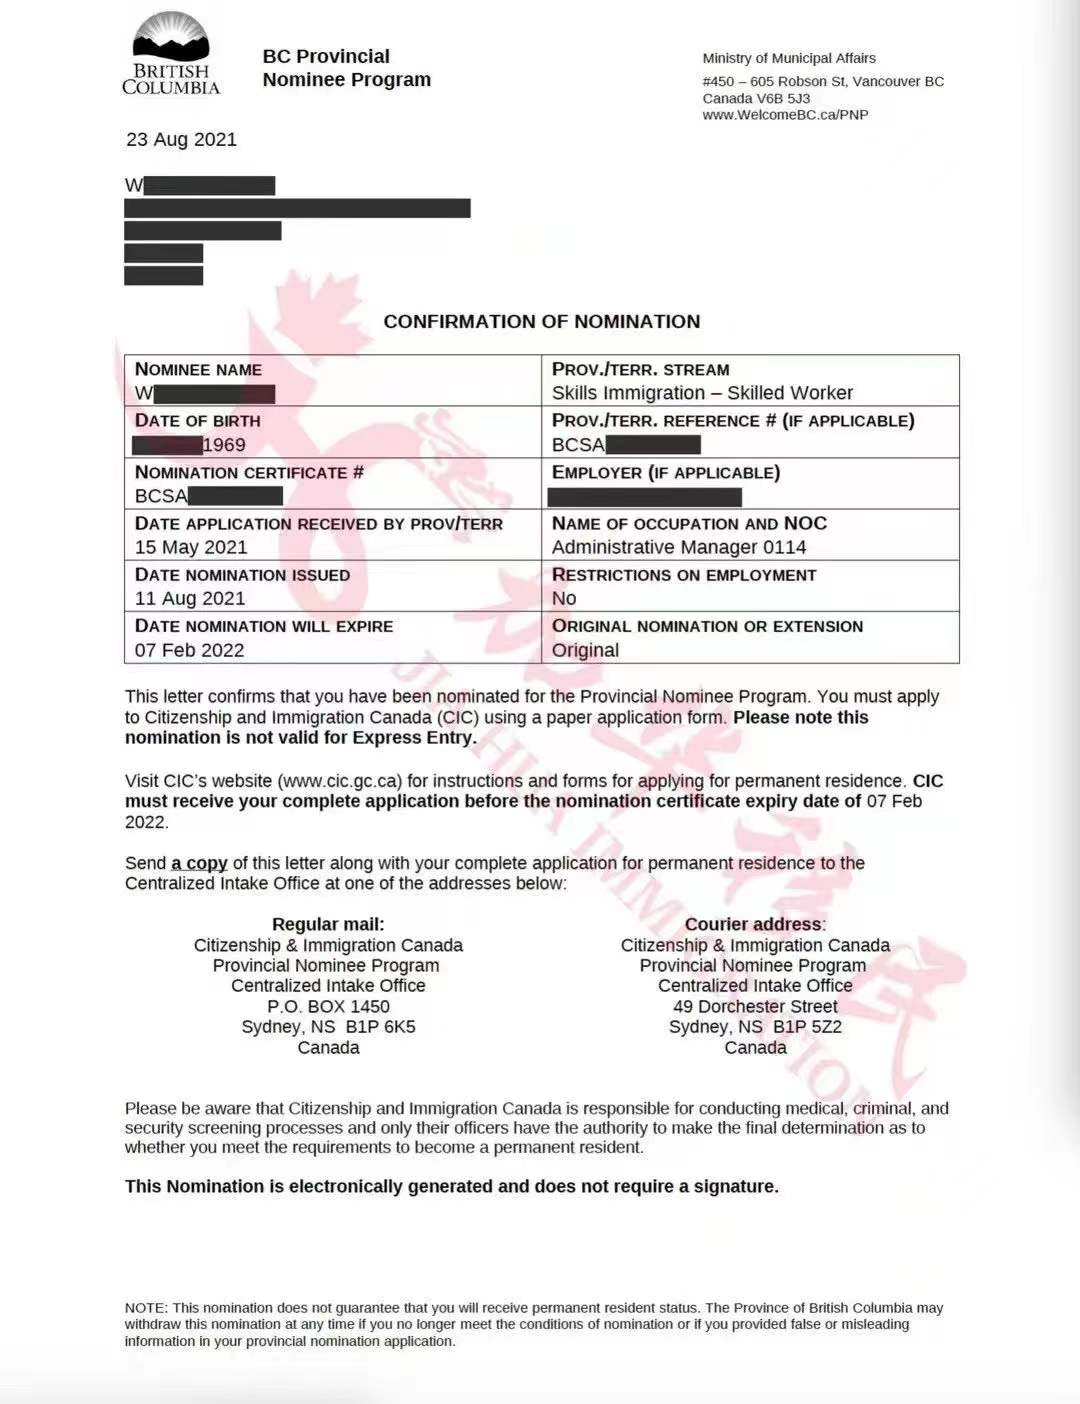 BRITISH
COLUMBIA
BC Provincial
Nominee Program
Ministry of Municipal Affairs
#450 – 605 Robson St, Vancouver BC
Canada V6B 5J3
www.WelcomeBC.ca/PNP
23 Aug 2021
W
CONFIRMATION OF NOMINATION
NOMINEE NAME
W
PROV./TERR. STREAM
Skills Immigration – Skilled Worker
DATE OF BIRTH
1969
PROV./TERR. REFERENCE # (IF APPLICABLE)
BCSA
NOMINATION CERTIFICATE #
BCSA
EMPLOYER (IF APPLICABLE)
DATE APPLICATION RECEIVED BY PROV/TERR
15 May 2021
NAME OF OCCUPATION AND NOC
Administrative Manager 0114
DATE NOMINATION ISSUED
11 Aug 2021
RESTRICTIONS ON EMPLOYMENT
No
DATE NOMINATION WILL EXPIRE
07 Feb 2022
ORIGINAL NOMINATION OR EXTENSION
Original
This letter confirms that you have been nominated for the Provincial Nominee Program. You must apply
to Citizenship and Immigration Canada (CIC) using a paper application form. Please note this
nomination is not valid for Express Entry.
Visit CIC's website (www.cic.gc.ca) for instructions and forms for applying for permanent residence. CIC
must receive your complete application before the nomination certificate expiry date of 07 Feb
2022.
Send a copy of this letter along with your complete application for permanent residence to the
Centralized Intake Office at one of the addresses below:
Regular mail:
Citizenship & Immigration Canada
Provincial Nominee Program
Centralized Intake Office
P.O. BOX 1450
Sydney, NS B1P 6K5
Canada
Courier address:
Citizenship & Immigration Canada
Provincial Nominee Program
Centralized Intake Office
49 Dorchester Street
Sydney, NS B1P 5Z2
Canada
Please be aware that Citizenship and Immigration Canada is responsible for conducting medical, criminal, and
security screening processes and only their officers have the authority to make the final determination as to
whether you meet the requirements to become a permanent resident.
This Nomination is electronically generated and does not require a signature.
NOTE: This nomination does not guarantee that you will receive permanent resident status. The Province of British Columbia may
withdraw this nomination at any time if you no longer meet the conditions of nomination or if you provided false or misleading
information in your provincial nomination application.
加华移民
JIA HUA IMMIGRATION